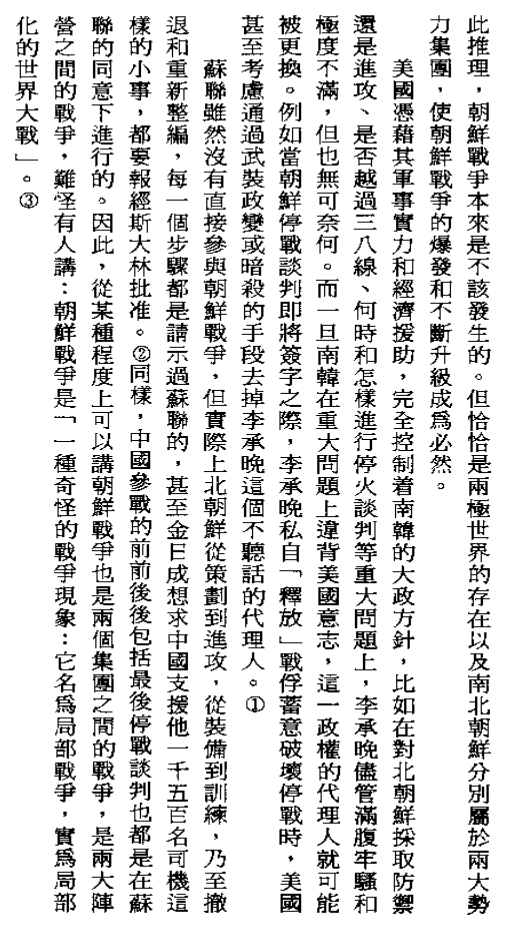 此推理，朝鮮戰爭本來是不該發生的。但恰恰是兩極世界的存在以及南北朝鮮分別屬於兩大勢
力集團，使朝鮮戰爭的爆發和不斷升級成爲必然。
美國憑藉其軍事實力和經濟援助，完全控制着南韓的大政方針，比如在對北朝鮮採取防禦
還是進攻、是否越過三八線、何時和怎樣進行停火談判等重大問題上，李承晚儘管滿腹牢騷和
極度不滿，但也無可奈何。而一旦南韓在重大問題上違背美國意志，這一政權的代理人就可能
被更換。例如當朝鮮停戰談判即將簽字之際，李承晚私自「釋放」戰俘蓄意破壞停戰時，美國
甚至考慮通過武裝政變或暗殺的手段去掉李承晚這個不聽話的代理人。①
蘇聯雖然沒有直接參與朝鮮戰爭，但實際上北朝鮮從策劃到進攻，從裝備到訓練，乃至撤
退和重新整編，每一個步驟都是請示過蘇聯的，甚至金日成想求中國支援他一千五百名司機這
樣的小事，都要報經斯大林批准。②同樣，中國參戰的前前後後包括最後停戰談判也都是在蘇
聯的同意下進行的。因此，從某種程度上可以講朝鮮戰爭也是兩個集團之間的戰爭，是兩大陣
營之間的戰爭，難怪有人講：朝鮮戰爭是「一種奇怪的戰爭現象：它名爲局部戰爭，實爲局部
化的世界大戰」。③